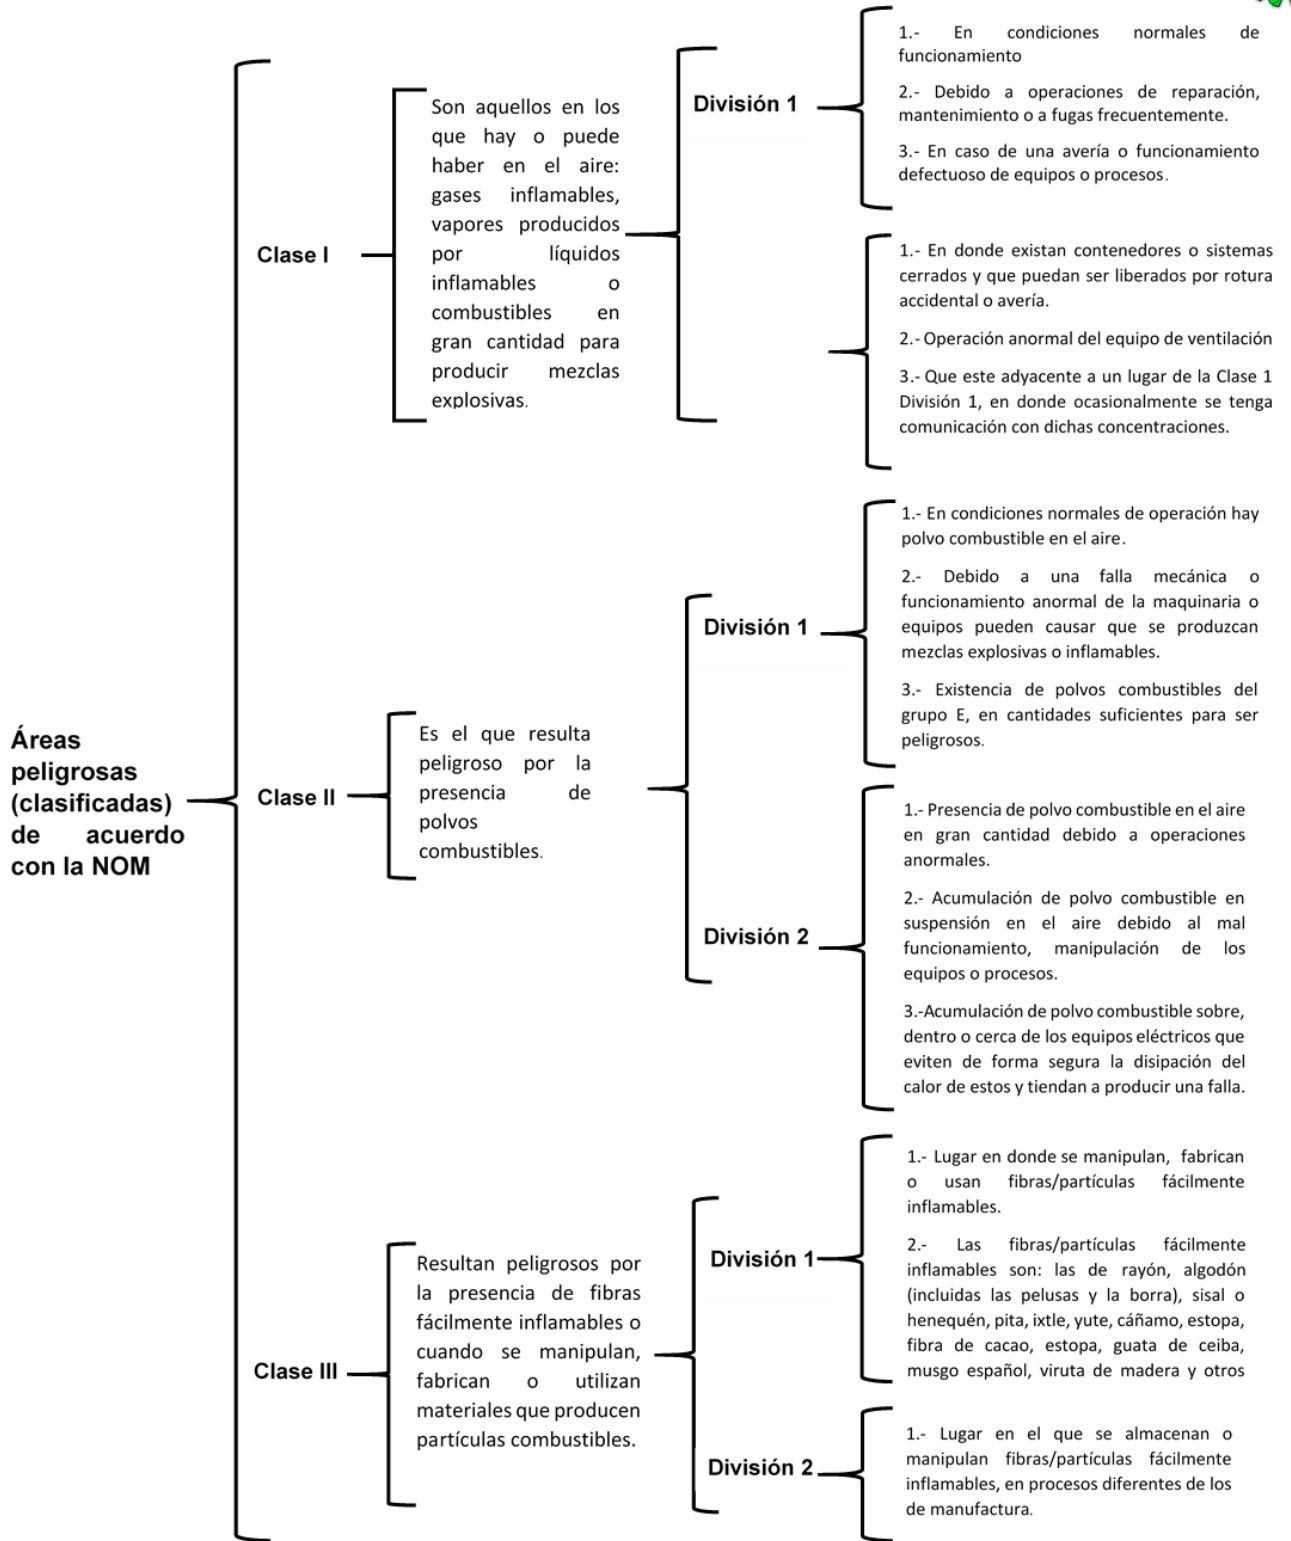 Áreas
peligrosas
(clasificadas)
de acuerdo
con la NOM
Clase I
Son aquellos en los
que hay o puede
haber en el aire:
gases inflamables,
vapores producidos
por líquidos
inflamables o
combustibles en
gran cantidad para
producir mezclas
explosivas.
División 1
1.- En condiciones normales de
funcionamiento
2.- Debido a operaciones de reparación,
mantenimiento o a fugas frecuentemente.
3.- En caso de una avería o funcionamiento
defectuoso de equipos o procesos.
1.- En donde existan contenedores o sistemas
cerrados y que puedan ser liberados por rotura
accidental o avería.
2.- Operación anormal del equipo de ventilación
3.- Que este adyacente a un lugar de la Clase 1
División 1, en donde ocasionalmente se tenga
comunicación con dichas concentraciones.
Clase II
Es el que resulta
peligroso por la
presencia de
polvos
combustibles.
División 1
1.- En condiciones normales de operación hay
polvo combustible en el aire.
2.- Debido a una falla mecánica o
funcionamiento anormal de la maquinaria o
equipos pueden causar que se produzcan
mezclas explosivas o inflamables.
3.- Existencia de polvos combustibles del
grupo E, en cantidades suficientes para ser
peligrosos.
División 2
1.- Presencia de polvo combustible en el aire
en gran cantidad debido a operaciones
anormales.
2.- Acumulación de polvo combustible en
suspensión en el aire debido al mal
funcionamiento, manipulación de los
equipos o procesos.
3.-Acumulación de polvo combustible sobre,
dentro o cerca de los equipos eléctricos que
eviten de forma segura la disipación del
calor de estos y tiendan a producir una falla.
Clase III
Resultan peligrosos por
la presencia de fibras
fácilmente inflamables o
cuando se manipulan,
fabrican o utilizan
materiales que producen
partículas combustibles.
División 1
1.- Lugar en donde se manipulan, fabrican
o usan fibras/partículas fácilmente
inflamables.
2.- Las fibras/partículas fácilmente
inflamables son: las de rayón, algodón
(incluidas las pelusas y la borra), sisal o
henequén, pita, ixtle, yute, cáñamo, estopa,
fibra de cacao, estopa, guata de ceiba,
musgo español, viruta de madera y otros
División 2
1.- Lugar en el que se almacenan o
manipulan fibras/partículas fácilmente
inflamables, en procesos diferentes de los
de manufactura.